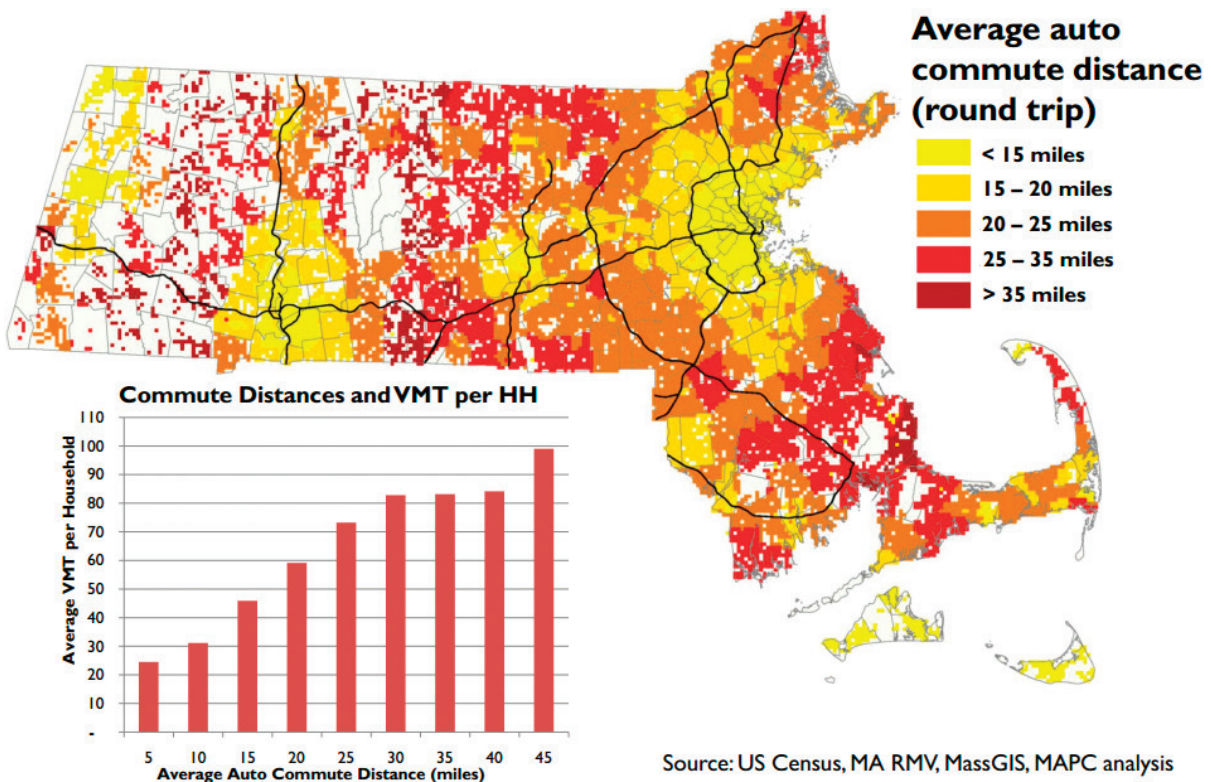 Average auto
commute distance
(round trip)
< 15 miles
15 – 20 miles
20 – 25 miles
25 – 35 miles
> 35 miles
Commute Distances and VMT per HH
Average VMT per Household
110
100
90
80
70
60
50
40
30
20
10
-
5 10 15 20 25 30 35 40 45
Average Auto Commute Distance (miles)
Source: US Census, MA RMV, MassGIS, MAPC analysis